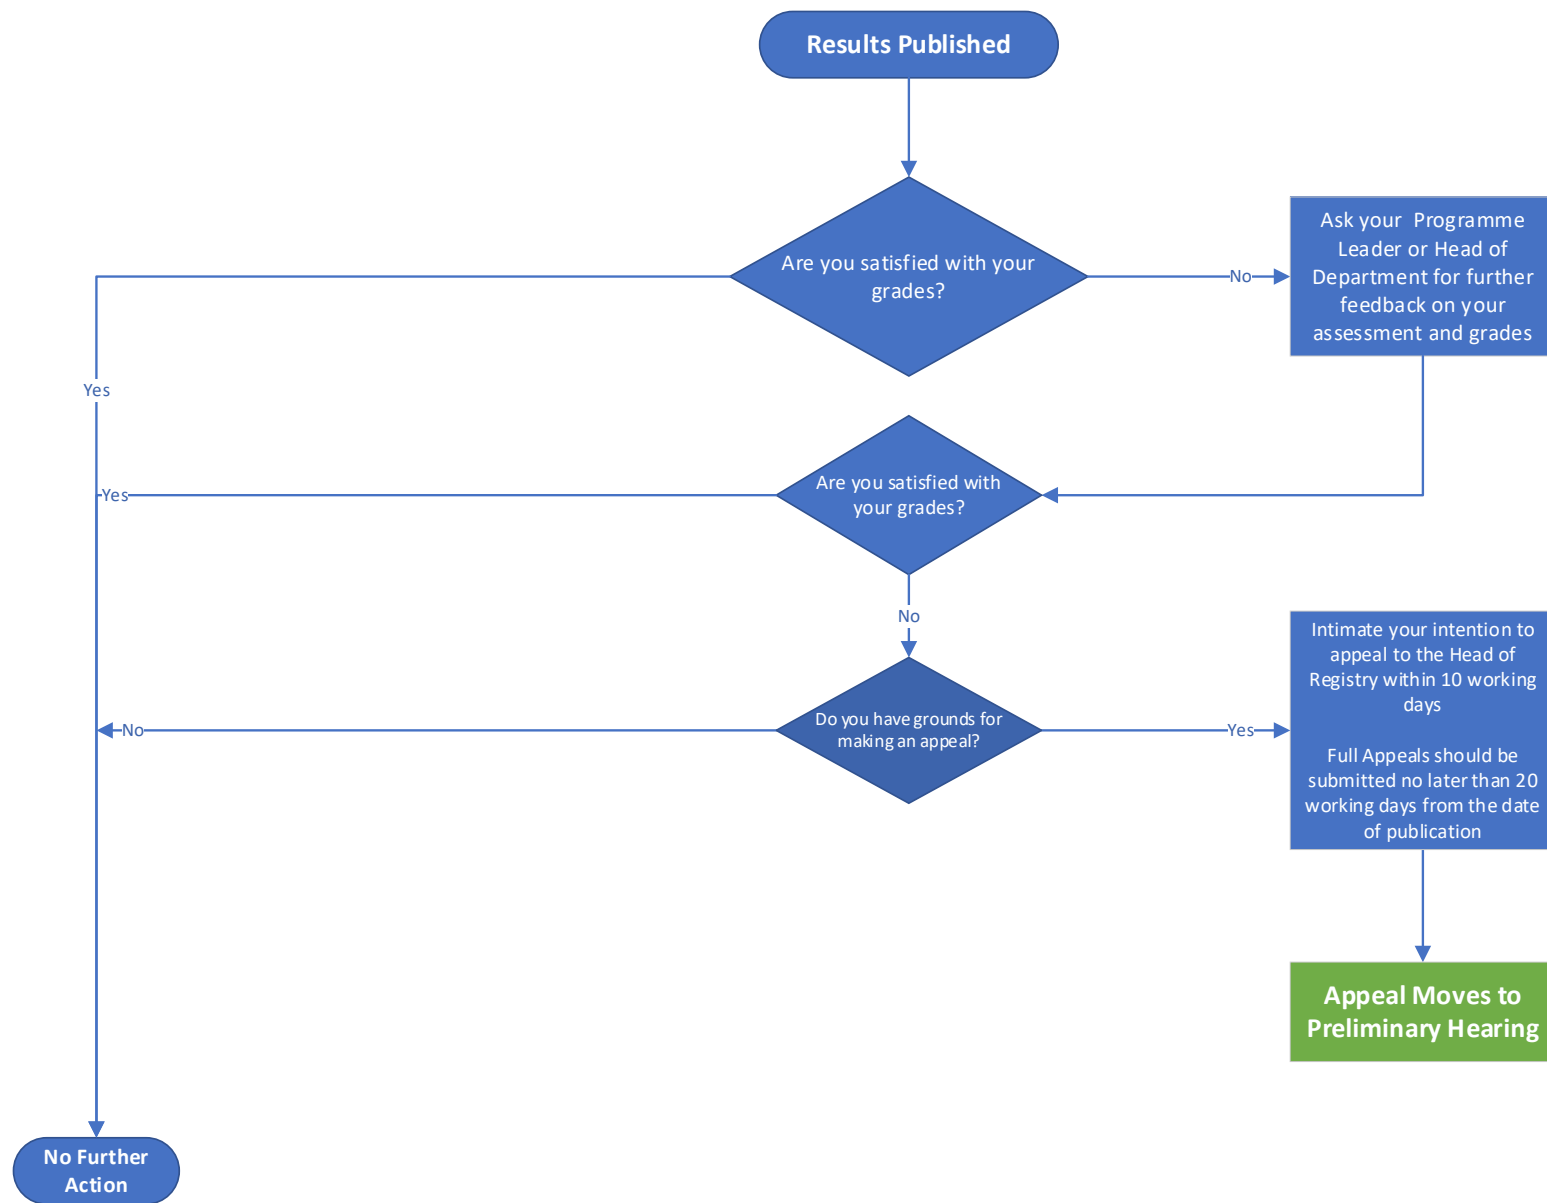 Results Published
Are you satisfied with your
grades?
No
Ask your Programme
Leader or Head of
Department for further
feedback on your
assessment and grades
Yes
Are you satisfied with
your grades?
Yes
No
Do you have grounds for
making an appeal?
No
Yes
Intimate your intention to
appeal to the Head of
Registry within 10 working
days
Full Appeals should be
submitted no later than 20
working days from the date
of publication
Appeal Moves to
Preliminary Hearing
No Further
Action